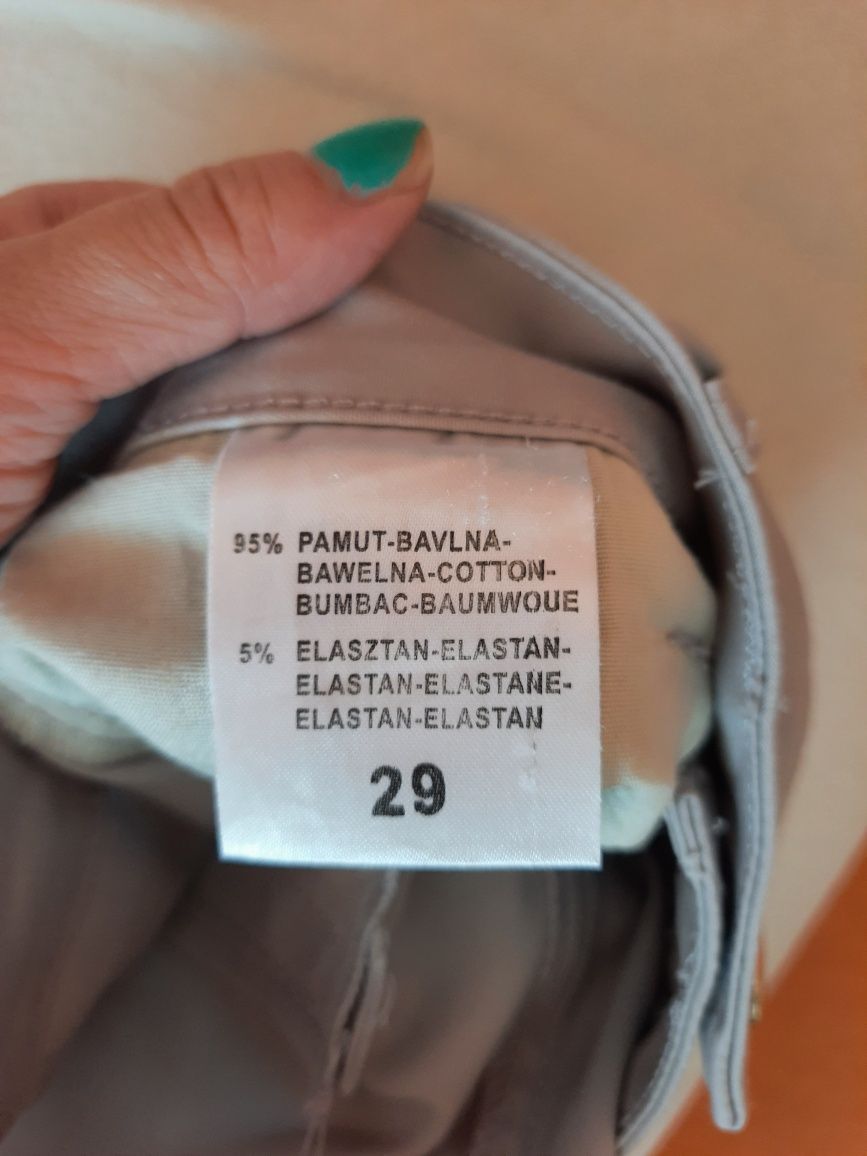 95% PAMUT-BAVLNA-
BAWELNA-COTTON-
BUMBAC-BAUMWOUE
5% ELASZTAN-ELASTAN-
ELASTAN-ELASTANE-
ELASTAN-ELASTAN
29